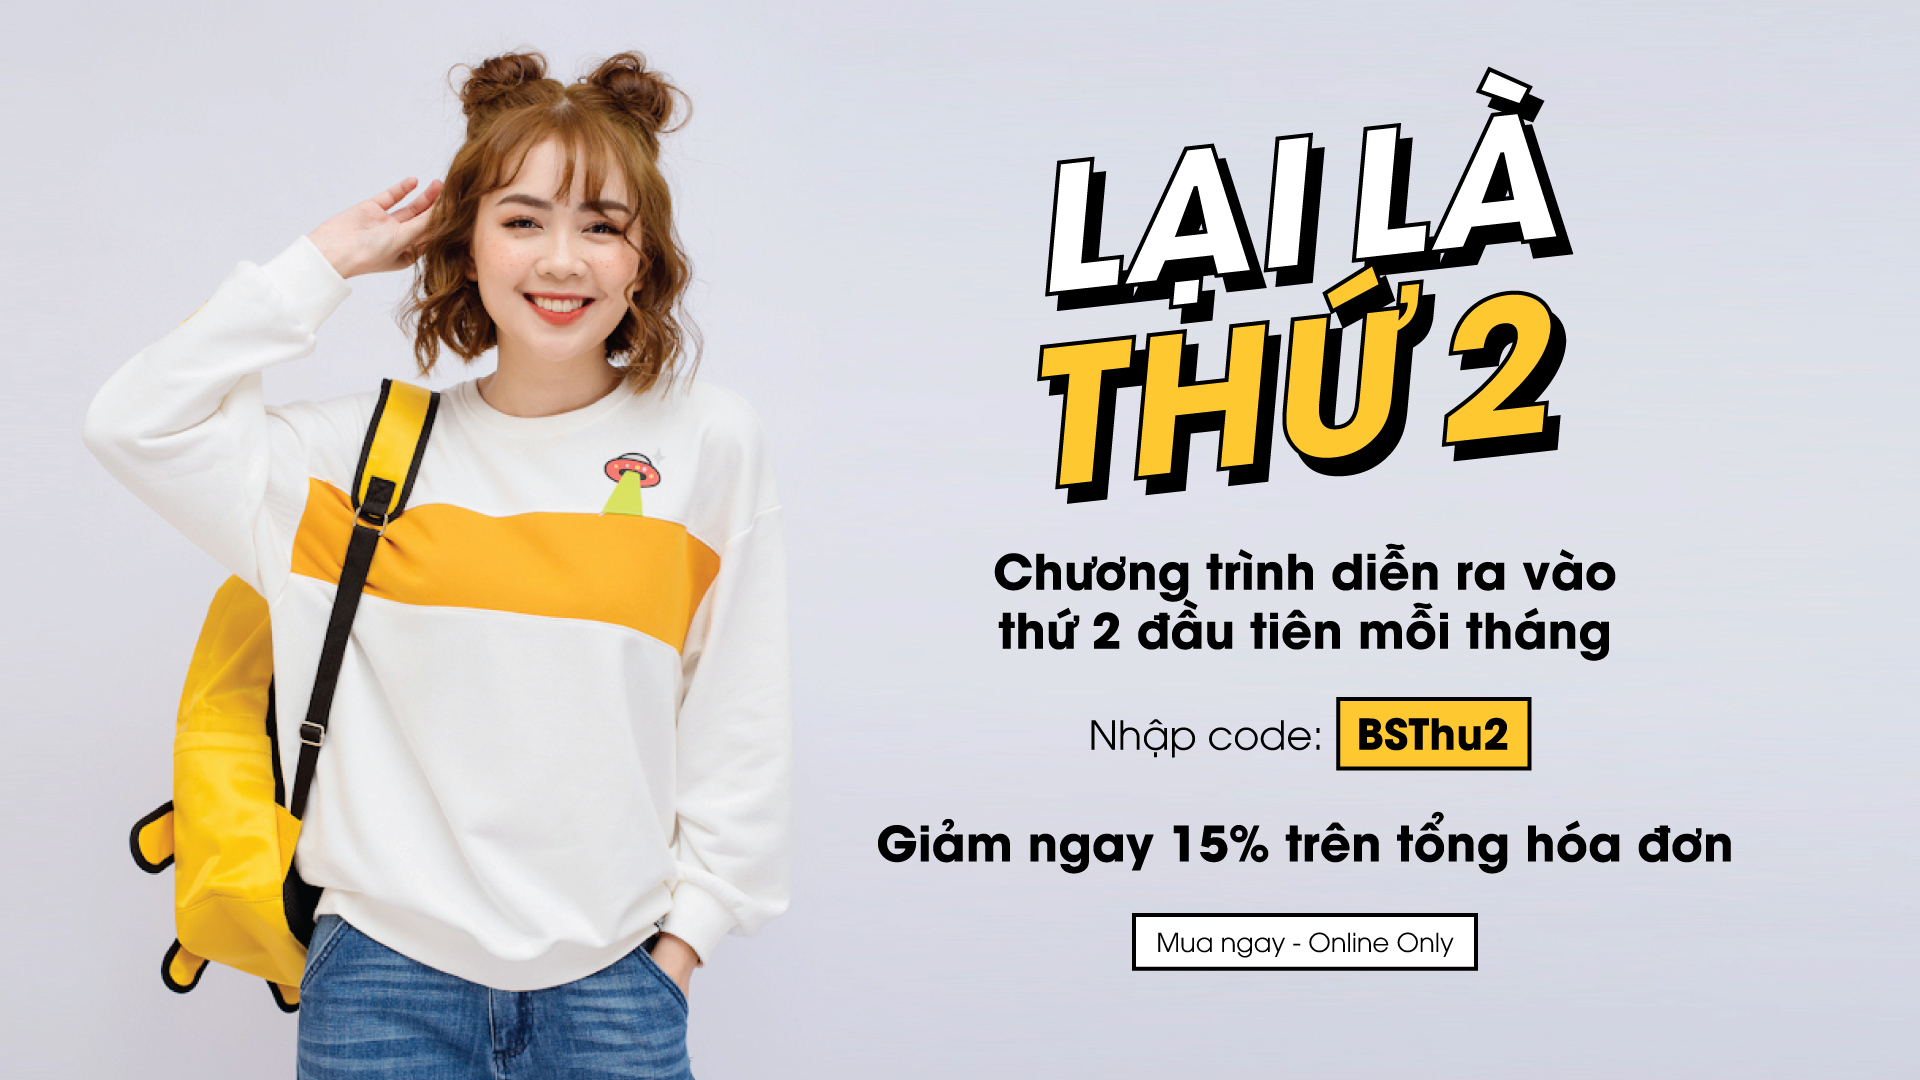 LẠI LÀ
THỨ 2
Chương trình diễn ra vào
thứ 2 đầu tiên mỗi tháng
Nhập code: BSThu2
Giảm ngay 15% trên tổng hóa đơn
Mua ngay - Online Only